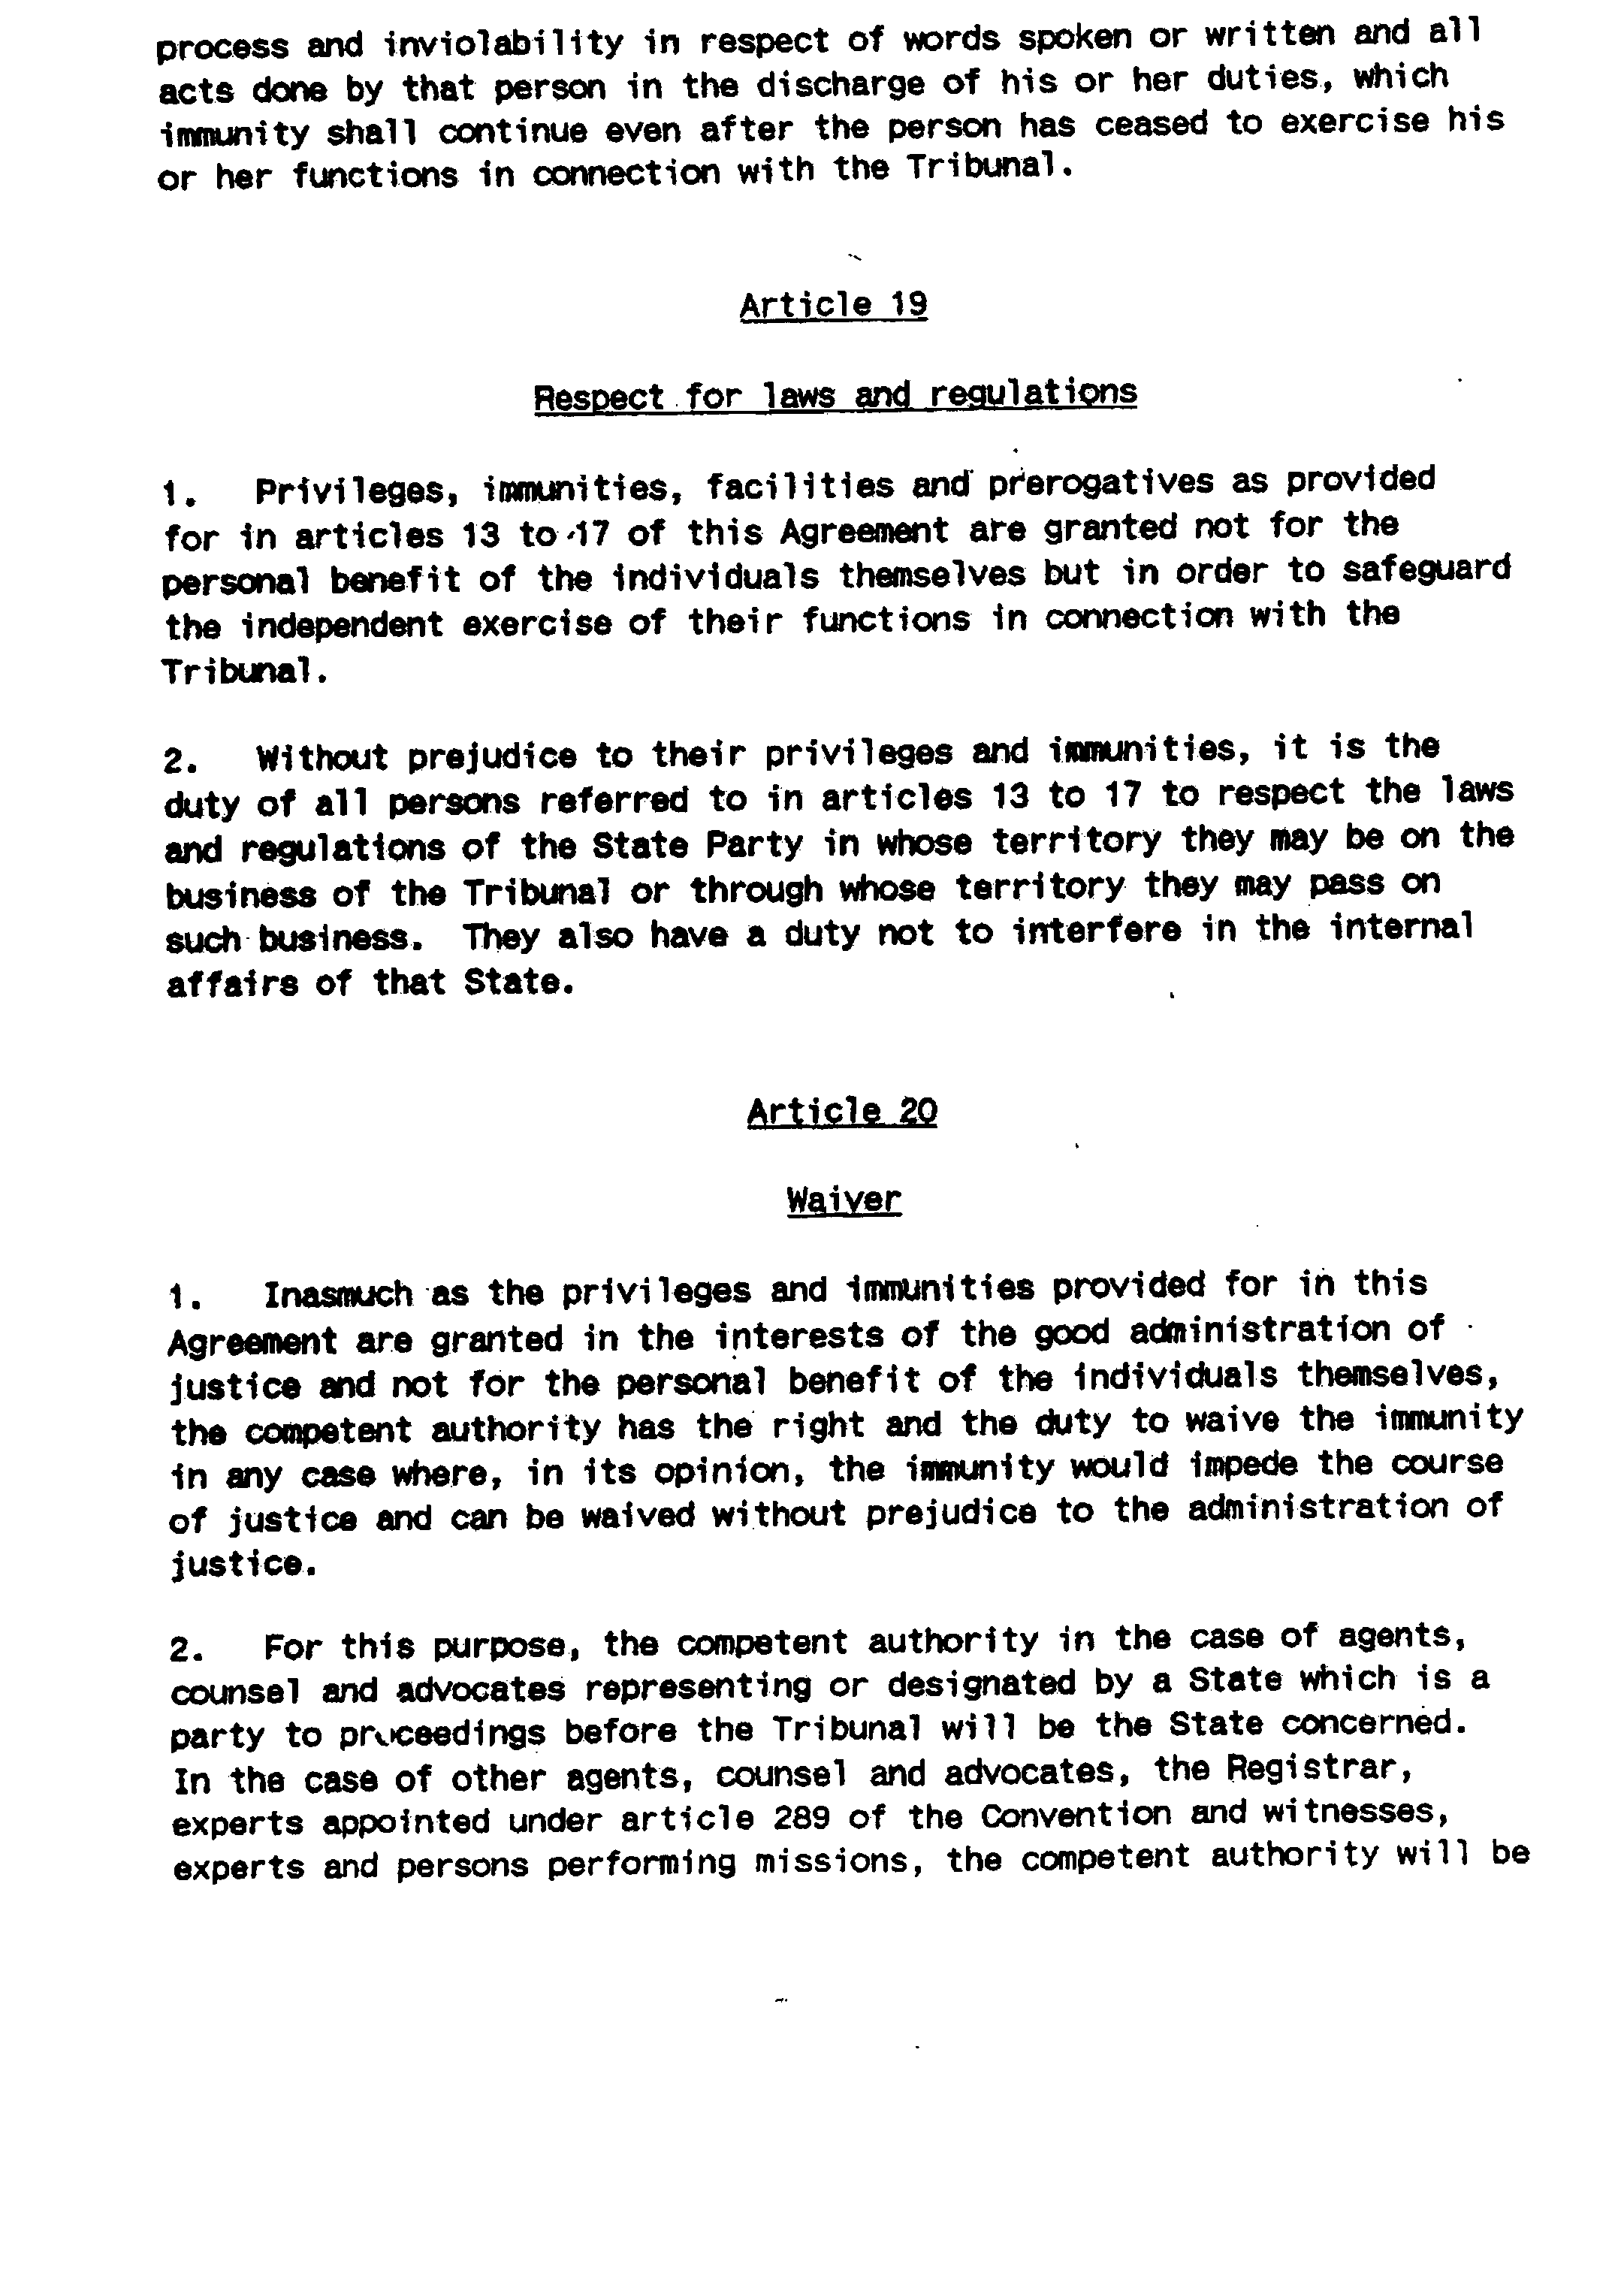 process and inviolability in respect of words spoken or written and all
acts done by that person in the discharge of his or her duties, which
immunity shall continue even after the person has ceased to exercise his
or her functions in connection with the Tribunal.
Article 19
Respect for laws and regulations
1. Privileges, immunities, facilities and prerogatives as provided
for in articles 13 to 17 of this Agreement are granted not for the
personal benefit of the individuals themselves but in order to safeguard
the independent exercise of their functions in connection with the
Tribunal.
2. Without prejudice to their privileges and immunities, it is the
duty of all persons referred to in articles 13 to 17 to respect the laws
and regulations of the State Party in whose territory they may be on the
business of the Tribunal or through whose territory they may pass on
such business. They also have a duty not to interfere in the internal
affairs of that State.
Article 20
Waiver
1. Inasmuch as the privileges and immunities provided for in this
Agreement are granted in the interests of the good administration of
justice and not for the personal benefit of the individuals themselves,
the competent authority has the right and the duty to waive the immunity
in any case where, in its opinion, the immunity would impede the course
of justice and can be waived without prejudice to the administration of
justice.
2. For this purpose, the competent authority in the case of agents,
counsel and advocates representing or designated by a State which is a
party to proceedings before the Tribunal will be the State concerned.
In the case of other agents, counsel and advocates, the Registrar,
experts appointed under article 289 of the Convention and witnesses,
experts and persons performing missions, the competent authority will be